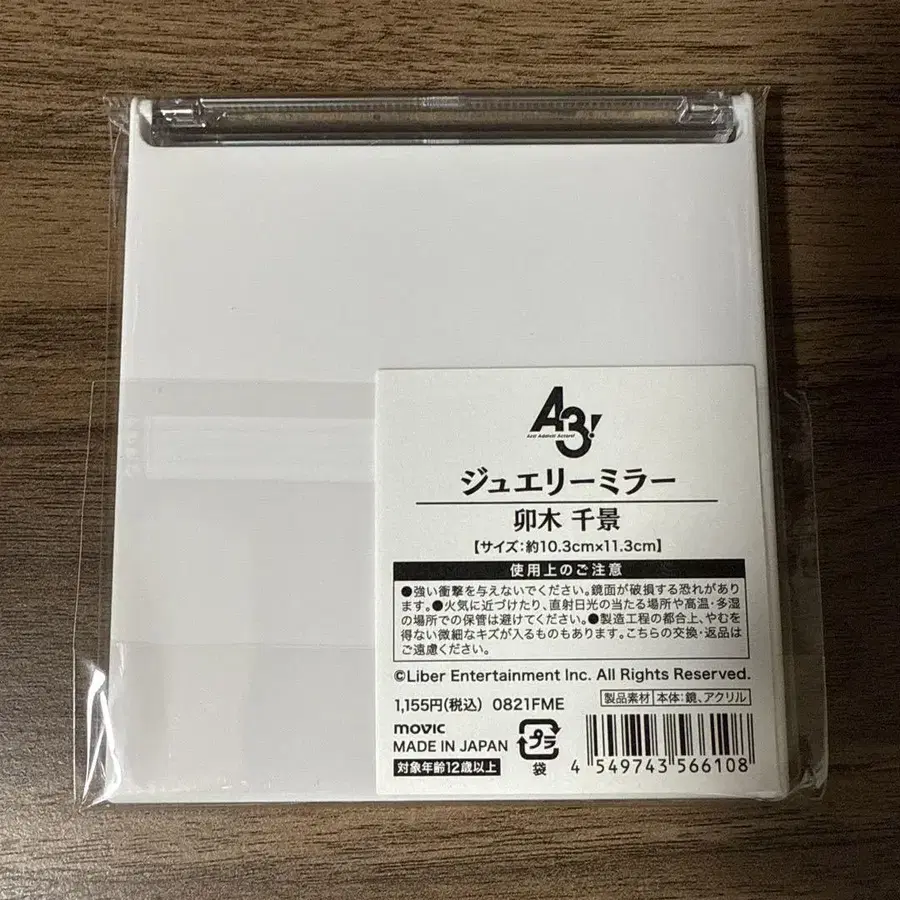 A3!
Act! Addict! Actors!
ジュエリーミラー
卯木 千景
【サイズ:約10.3cm×11.3cm】
使用上のご注意
●強い衝撃を与えないでください。鏡面が破損する恐れがあり
ます。●火気に近づけたり、直射日光の当たる場所や高温・多湿
の場所での保管は避けてください。●製造工程の都合上、やむを
得ない微細なキズが入るものもあります。こちらの交換・返品は
ご遠慮ください。
©Liber Entertainment Inc. All Rights Reserved.
1,155円(税込) 0821FME
製品素材 本体:鏡、アクリル
movic
MADE IN JAPAN
対象年齢12歳以上
プラ
袋
4 549743 566108